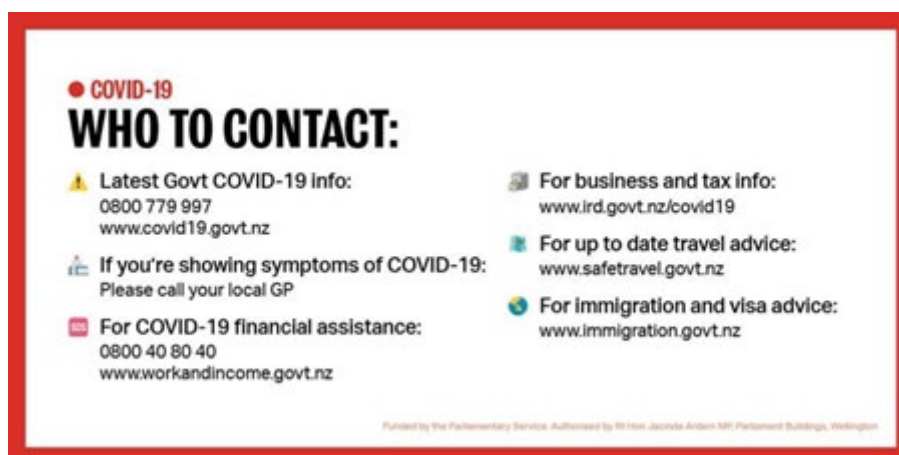 COVID-19
WHO TO CONTACT:
Latest Govt COVID-19 info:
0800 779 997
www.covid19.govt.nz
If you're showing symptoms of COVID-19:
Please call your local GP
SOS
For COVID-19 financial assistance:
0800 40 80 40
www.workandincome.govt.nz
For business and tax info:
www.ird.govt.nz/covid19
For up to date travel advice:
www.safetravel.govt.nz
For immigration and visa advice:
www.immigration.govt.nz
Funded by the Parliamentary Service. Authorised by Rt Hon Jacinda Ardern MP, Parliament Buildings, Wellington